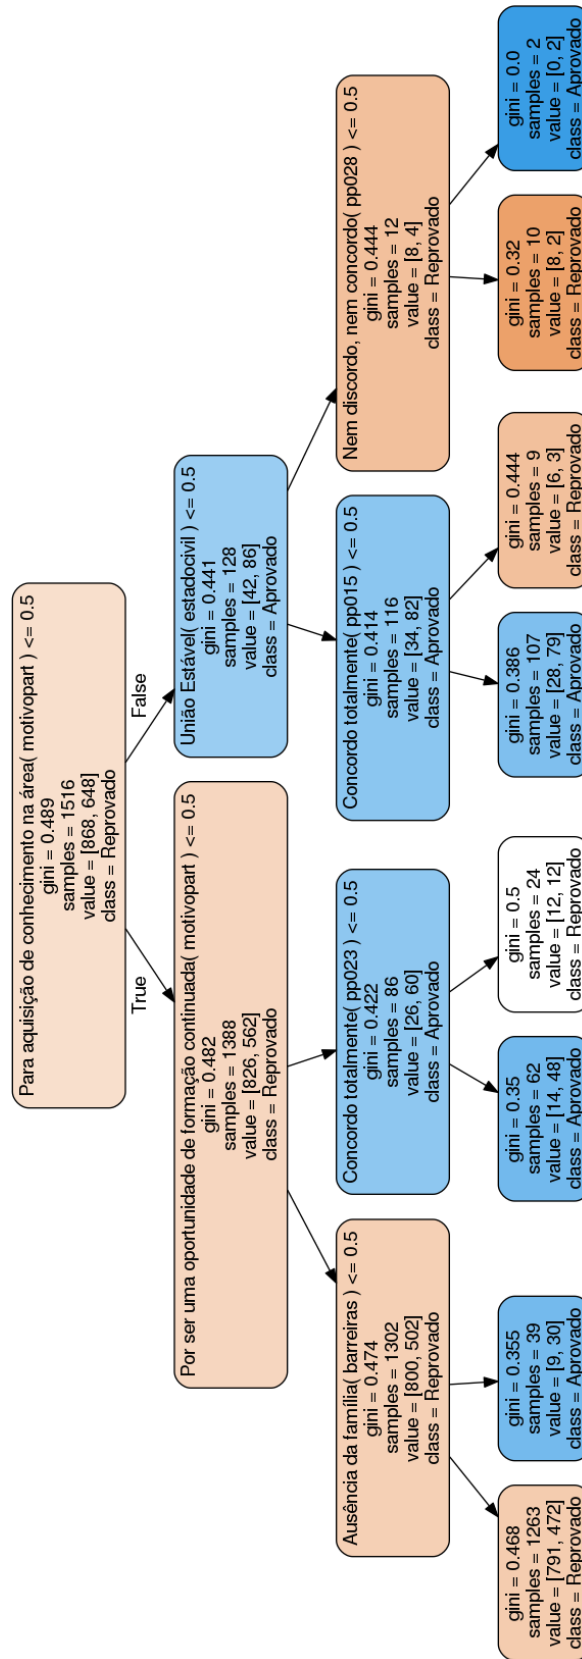 Para aquisição de conhecimento na área( motivopart ) <= 0.5
gini = 0.489
samples = 1516
value = [868, 648]
class = Reprovado
True
False
Por ser uma oportunidade de formação continuada( motivopart ) <= 0.5
gini = 0.482
samples = 1388
value = [826, 562]
class = Reprovado
União Estável( estadocivil ) <= 0.5
gini = 0.441
samples = 128
value = [42, 86]
class = Aprovado
Ausência da família( barreiras ) <= 0.5
gini = 0.474
samples = 1302
value = [800, 502]
class = Reprovado
Concordo totalmente( pp023 ) <= 0.5
gini = 0.422
samples = 86
value = [26, 60]
class = Aprovado
Concordo totalmente( pp015 ) <= 0.5
gini = 0.414
samples = 116
value = [34, 82]
class = Aprovado
Nem discordo, nem concordo( pp028 ) <= 0.5
gini = 0.444
samples = 12
value = [8, 4]
class = Reprovado
gini = 0.468
samples = 1263
value = [791, 472]
class = Reprovado
gini = 0.355
samples = 39
value = [9, 30]
class = Aprovado
gini = 0.35
samples = 62
value = [14, 48]
class = Aprovado
gini = 0.5
samples = 24
value = [12, 12]
class = Reprovado
gini = 0.386
samples = 107
value = [28, 79]
class = Aprovado
gini = 0.444
samples = 9
value = [6, 3]
class = Reprovado
gini = 0.32
samples = 10
value = [8, 2]
class = Reprovado
gini = 0.0
samples = 2
value = [0, 2]
class = Aprovado